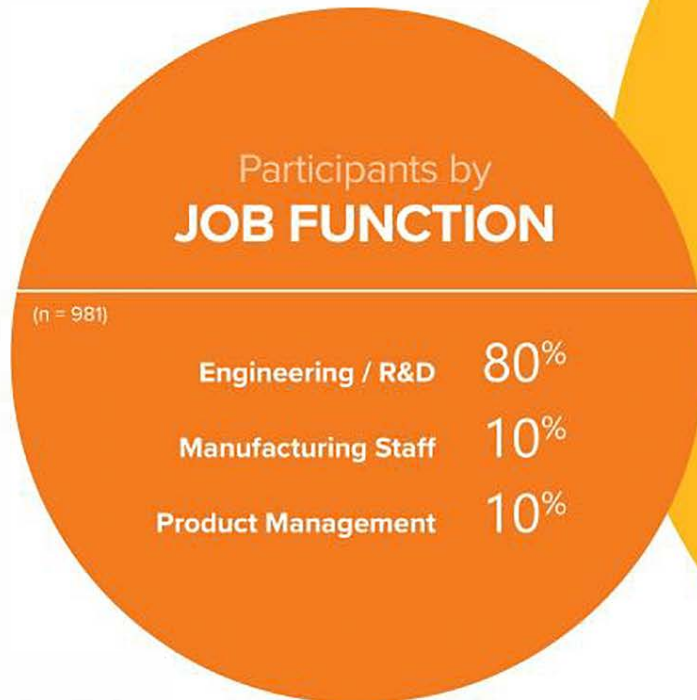 Participants by
JOB FUNCTION
(n = 981)
Engineering / R&D 80%
Manufacturing Staff 10%
Product Management 10%